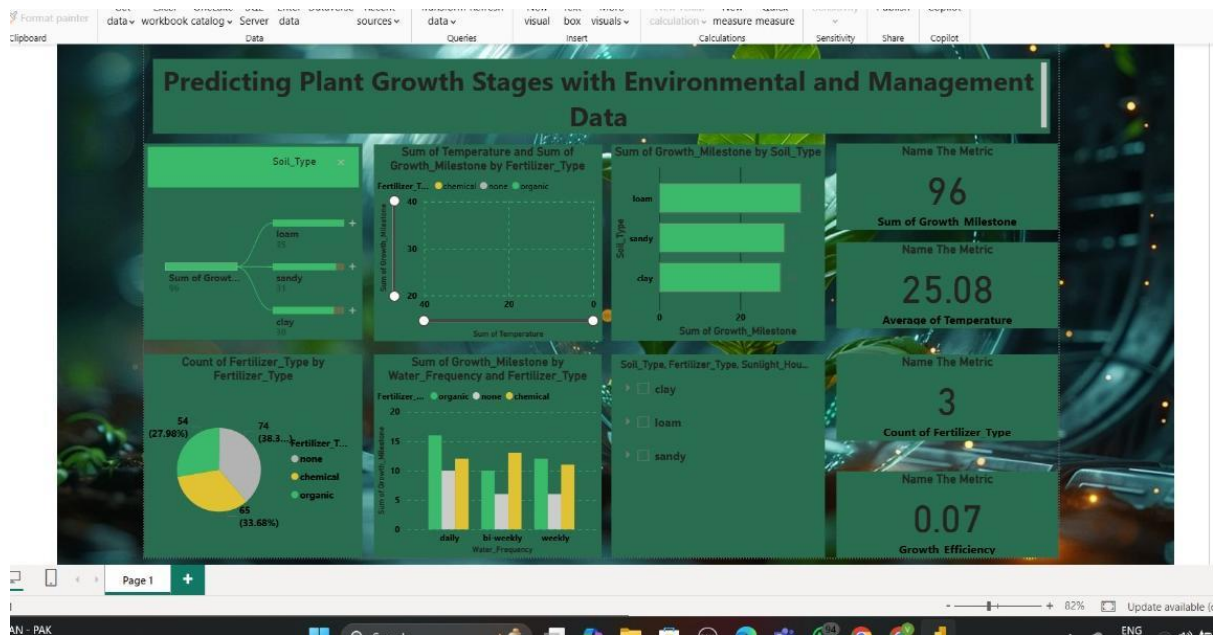 Format painter
data workbook catalog Server data sources data visual box visuals calculation measure measure
Clipboard Data Queries Insert Calculations Sensitivity Share Copilot
Predicting Plant Growth Stages with Environmental and Management
Data
Soil_Type ×
loam
35
Sum of Growt...
96
sandy
31
clay
30
Sum of Temperature and Sum of
Growth_Milestone by Fertilizer_Type
Fertilizer_T... chemical none organic
Sum of Growth_Milestone
40
30
20
40 20 0
Sum of Temperature
Sum of Growth_Milestone by Soil_Type
Soil_Type
loam
sandy
clay
0 20
Sum of Growth_Milestone
Name The Metric
96
Sum of Growth Milestone
Name The Metric
25.08
Average of Temperature
Count of Fertilizer_Type by
Fertilizer_Type
54
(27.98%)
74
(38.3...)
65
(33.68%)
Fertilizer_T...
none
chemical
organic
Sum of Growth_Milestone by
Water_Frequency and Fertilizer_Type
Fertilizer_... organic none chemical
Sum of Growth_Milestone
20
15
10
5
0
daily bi-weekly weekly
Water_Frequency
Soil_Type, Fertilizer_Type, Sunlight_Hou...
clay
loam
sandy
Name The Metric
3
Count of Fertilizer Type
Name The Metric
0.07
Growth Efficiency
Page 1 +
- + 82% Update available
AN - PAK
94
ENG